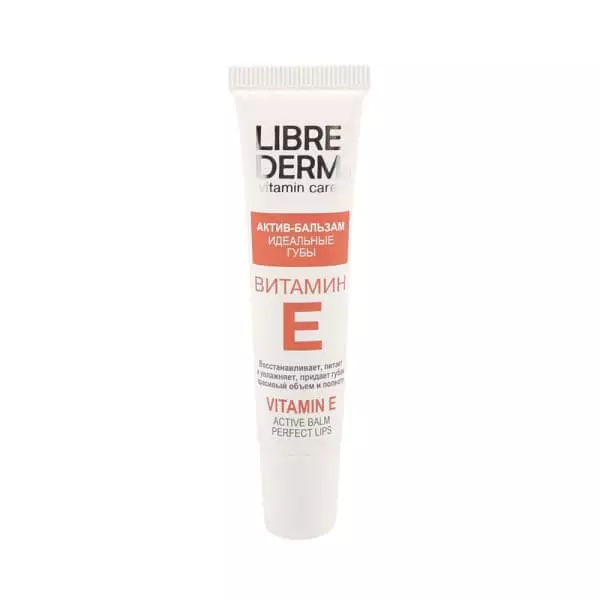 LIBRE
DERM
vitamin care
АКТИВ-БАЛЬЗАМ
ИДЕАЛЬНЫЕ
ГУБЫ
ВИТАМИН
E
Восстанавливает, питает
и увлажняет, придает губам
красивый объем и полноту
VITAMIN E
ACTIVE BALM
PERFECT LIPS